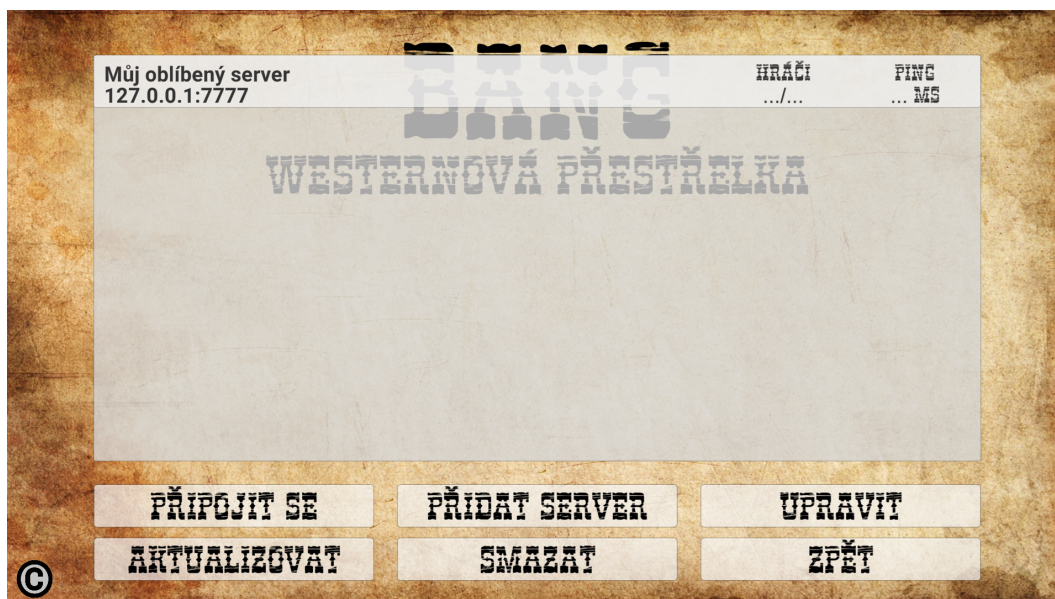 BANG
WESTERNOVÁ PŘESTŘELKA
Můj oblíbený server
127.0.0.1:7777
HRÁČI
.../...
PING
... MS
PŘIPOJIT SE
PŘIDAT SERVER
UPRAVIT
AKTUALIZOVAT
SMAZAT
ZPĚT
©